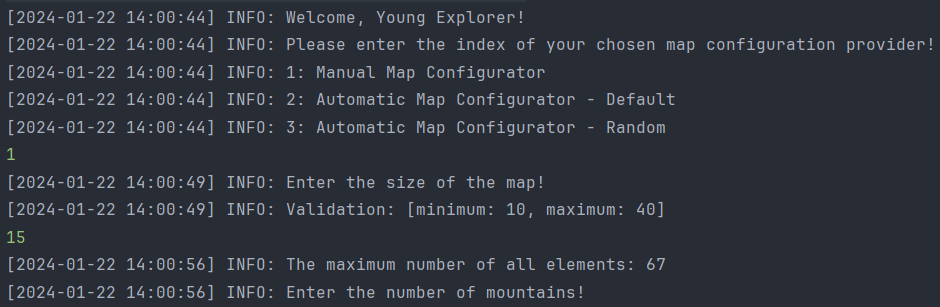 [2024-01-22 14:00:44] INFO: Welcome, Young Explorer!
[2024-01-22 14:00:44] INFO: Please enter the index of your chosen map configuration provider!
[2024-01-22 14:00:44] INFO: 1: Manual Map Configurator
[2024-01-22 14:00:44] INFO: 2: Automatic Map Configurator - Default
[2024-01-22 14:00:44] INFO: 3: Automatic Map Configurator - Random
1
[2024-01-22 14:00:49] INFO: Enter the size of the map!
[2024-01-22 14:00:49] INFO: Validation: [minimum: 10, maximum: 40]
15
[2024-01-22 14:00:56] INFO: The maximum number of all elements: 67
[2024-01-22 14:00:56] INFO: Enter the number of mountains!